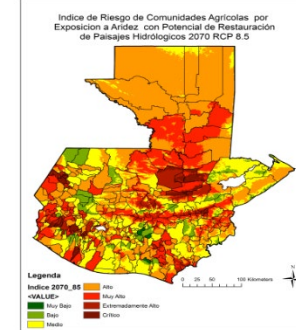 Indice de Riesgo de Comunidades Agrícolas por
Exposicion a Aridez con Potencial de Restauración
de Paisajes Hidrológicos 2070 RCP 8.5
Legenda
Indice 2070_85
<VALUE>
Muy Bajo
Bajo
Medio
Alto
Muy Alto
Extremadamente Alto
Crítico
0 25 50 100 Kilometers